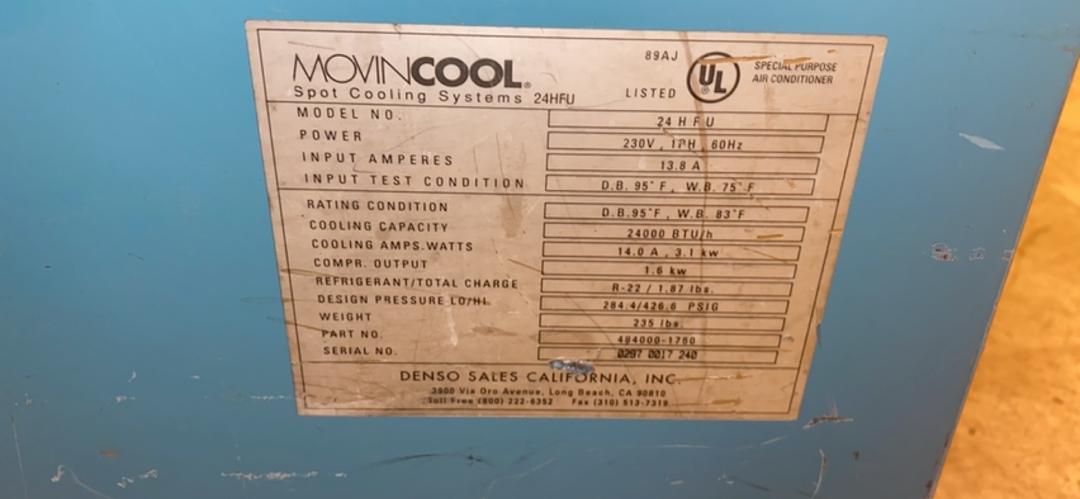 MOVINCOOL®
Spot Cooling Systems 24HFU
89AJ
LISTED
UL®
SPECIAL PURPOSE
AIR CONDITIONER
MODEL NO. 24HFU
POWER 230V, 1PH, 60Hz
INPUT AMPERES 13.8 A
INPUT TEST CONDITION D.B. 95°F, W.B. 75°F
RATING CONDITION D.B. 95°F, W.B. 83°F
COOLING CAPACITY 24000 BTU/h
COOLING AMPS.WATTS 14.0 A, 3.1 kw
COMPR. OUTPUT 1.6 kw
REFRIGERANT/TOTAL CHARGE R-22 / 1.87 lbs.
DESIGN PRESSURE LO/HI. 284.4/426.6 PSIG
WEIGHT 235 lbs.
PART NO. 484000-1760
SERIAL NO. 0297 0017 240
DENSO SALES CALIFORNIA, INC.
3900 Via Oro Avenue, Long Beach, CA 90810
Toll Free (800) 222-6352 Fax (310) 513-7319